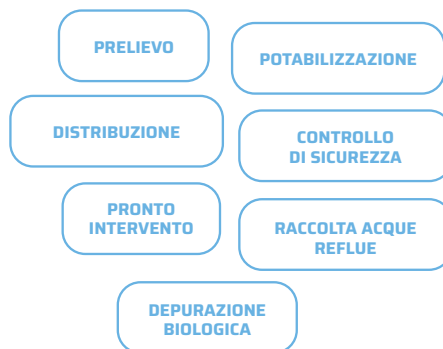 PRELIEVO
POTABILIZZAZIONE
DISTRIBUZIONE
CONTROLLO
DI SICUREZZA
PRONTO
INTERVENTO
RACCOLTA ACQUE
REFLUE
DEPURAZIONE
BIOLOGICA